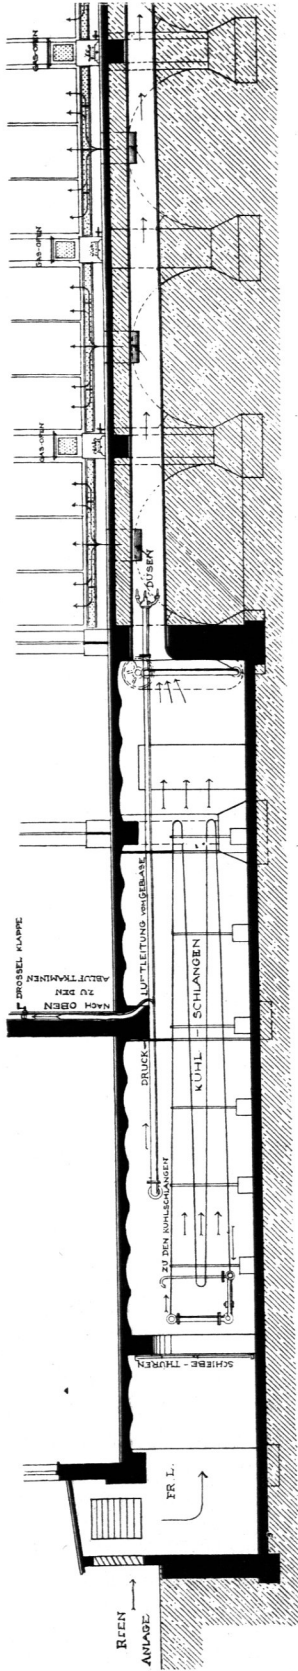 GAS-OFEN
GAS-OFEN
GAS-OFEN
DÜSEN
DROSSEL KLAPPE
NACH OBEN
ZU DEN
ABLUFTKAMINEN
DRUCK-LUFTLEITUNG VOM GEBLÄSE
KÜHL-SCHLANGEN
ZU DEN KÜHLSCHLANGEN
SCHIEBE-THÜREN
FR. L.
ANLAGE